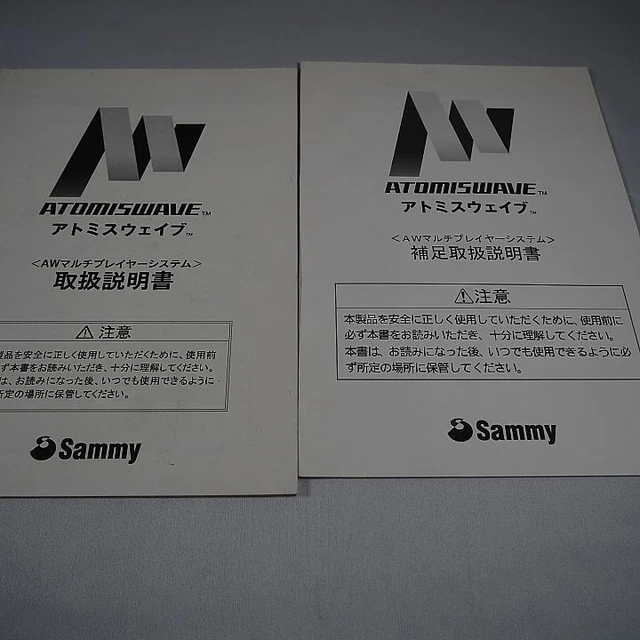 ATOMISWAVE™
アトミスウェイブ™
<AWマルチプレイヤーシステム>
取扱説明書
⚠ 注意
製品を安全に正しく使用していただくために、使用前
ず本書をお読みいただき、十分に理解してください。
は、お読みになった後、いつでも使用できるように
所定の場所に保管してください。
Sammy
ATOMISWAVE™
アトミスウェイブ™
<AWマルチプレイヤーシステム>
補足取扱説明書
⚠注意
本製品を安全に正しく使用していただくために、使用前に
必ず本書をお読みいただき、十分に理解してください。
本書は、お読みになった後、いつでも使用できるように必
ず所定の場所に保管してください。
Sammy